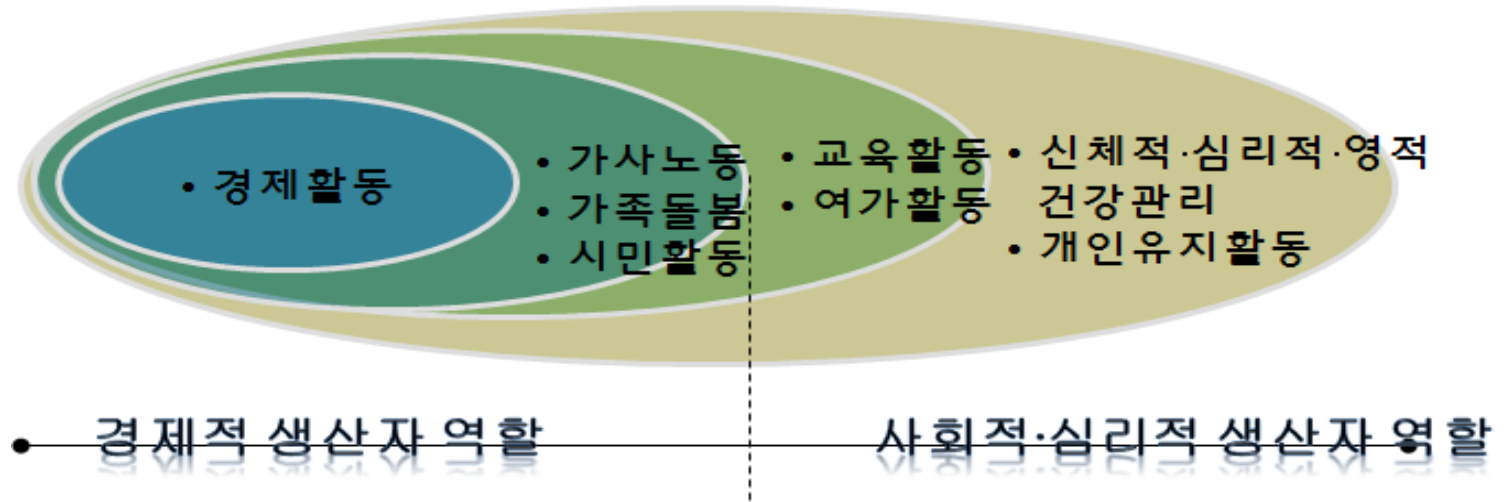 • 경제활동
• 가사노동
• 가족돌봄
• 시민활동
• 교육활동
• 여가활동
• 신체적·심리적·영적
건강관리
• 개인유지활동
경제적 생산자 역할
사회적·심리적 생산자 역할